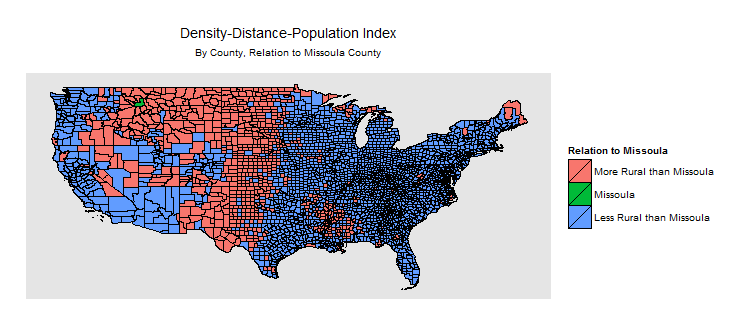 Density-Distance-Population Index
By County, Relation to Missoula County
Relation to Missoula
More Rural than Missoula
Missoula
Less Rural than Missoula